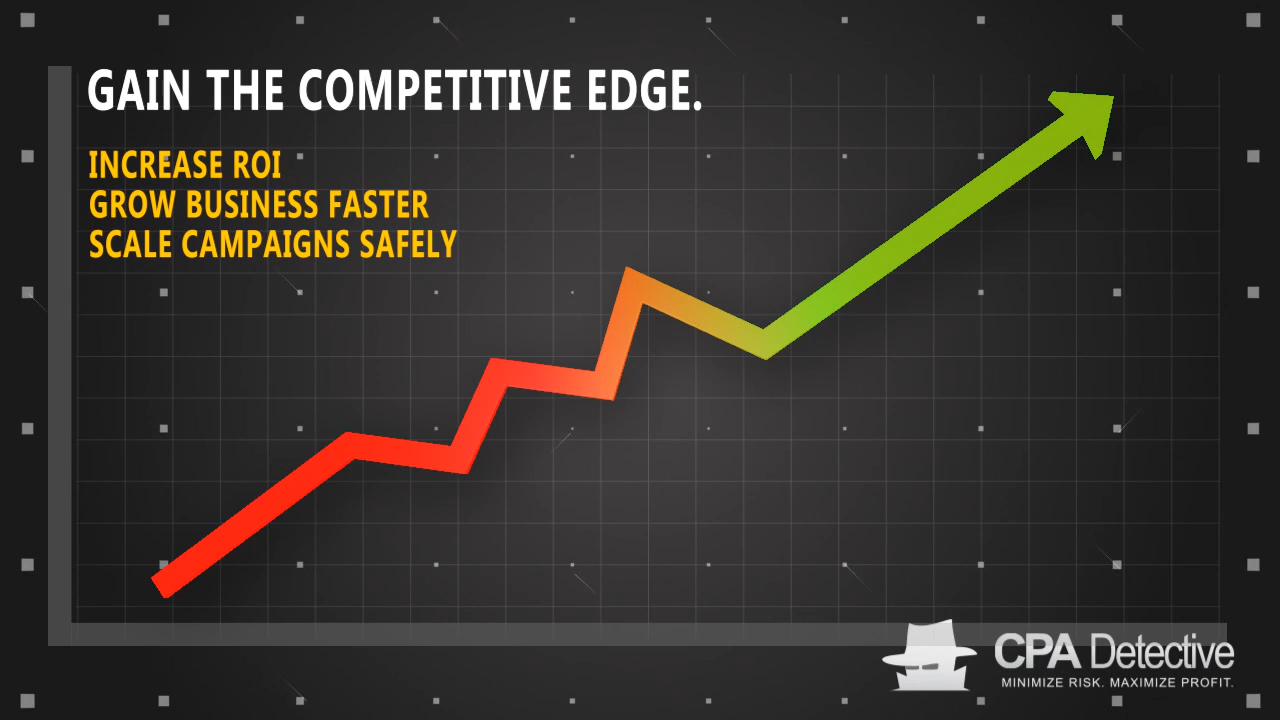 GAIN THE COMPETITIVE EDGE.
INCREASE ROI
GROW BUSINESS FASTER
SCALE CAMPAIGNS SAFELY
CPA Detective
MINIMIZE RISK. MAXIMIZE PROFIT.